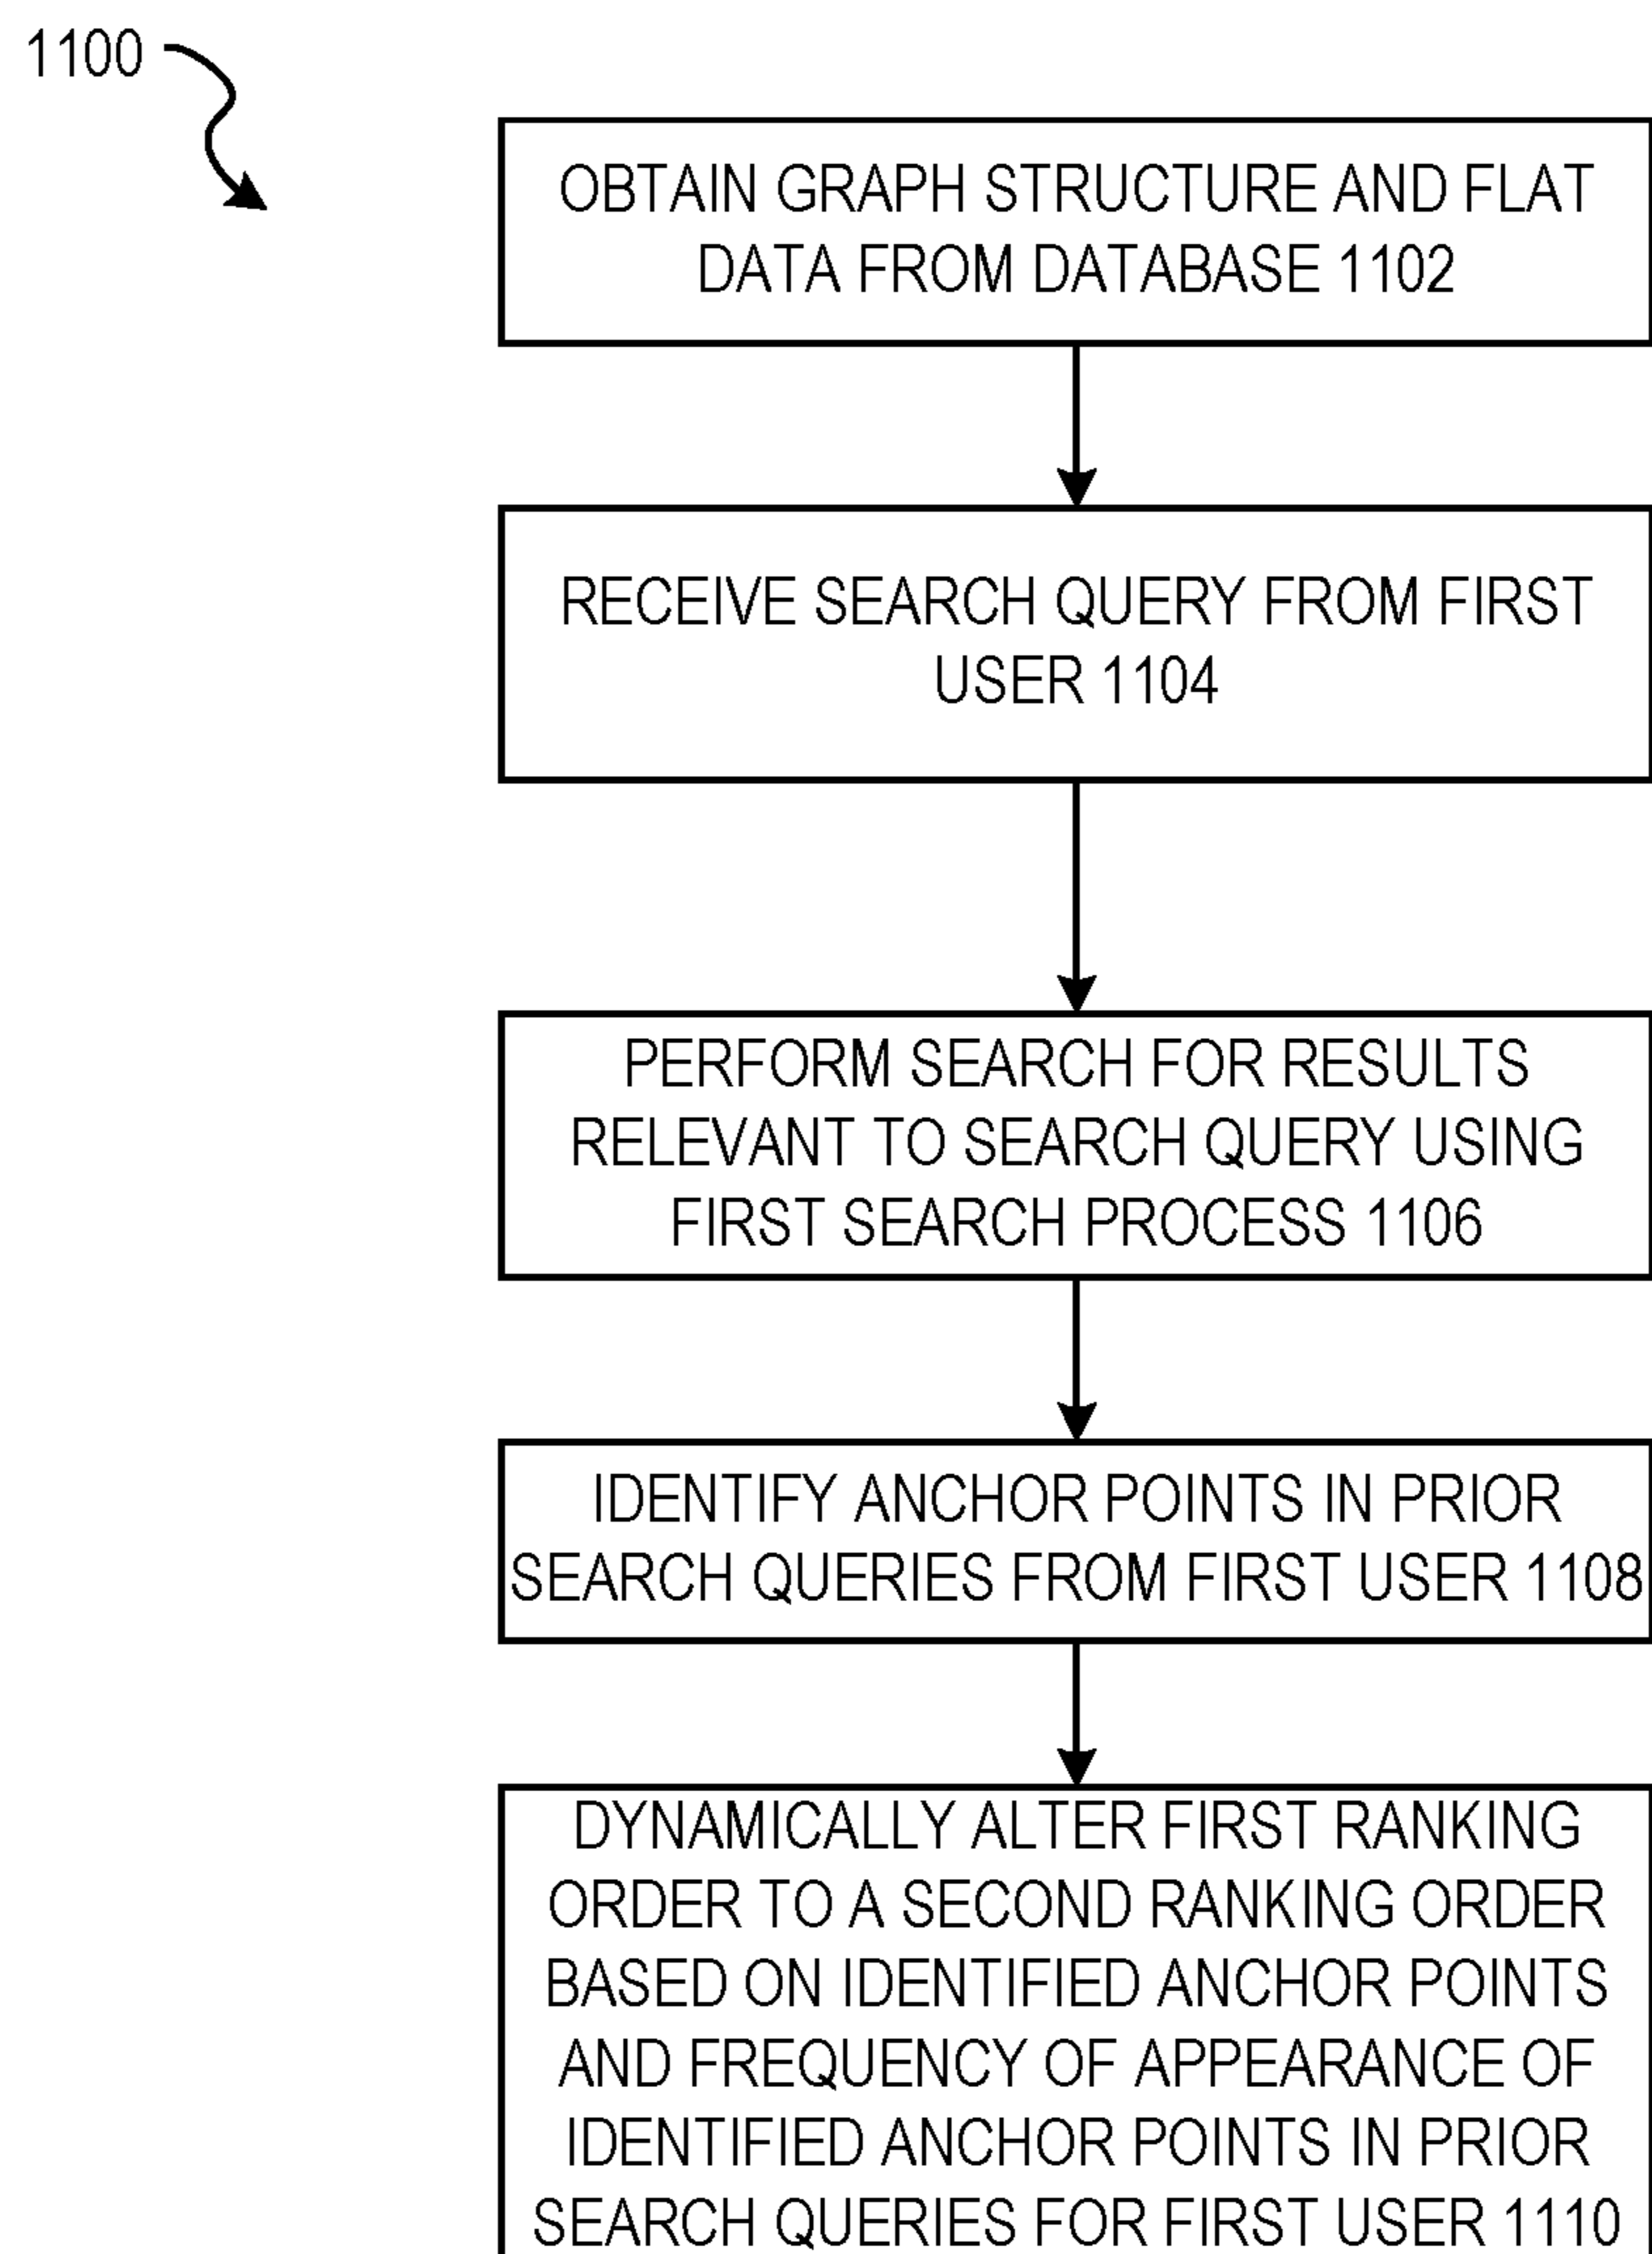 1100
OBTAIN GRAPH STRUCTURE AND FLAT
DATA FROM DATABASE 1102
RECEIVE SEARCH QUERY FROM FIRST
USER 1104
PERFORM SEARCH FOR RESULTS
RELEVANT TO SEARCH QUERY USING
FIRST SEARCH PROCESS 1106
IDENTIFY ANCHOR POINTS IN PRIOR
SEARCH QUERIES FROM FIRST USER 1108
DYNAMICALLY ALTER FIRST RANKING
ORDER TO A SECOND RANKING ORDER
BASED ON IDENTIFIED ANCHOR POINTS
AND FREQUENCY OF APPEARANCE OF
IDENTIFIED ANCHOR POINTS IN PRIOR
SEARCH QUERIES FOR FIRST USER 1110